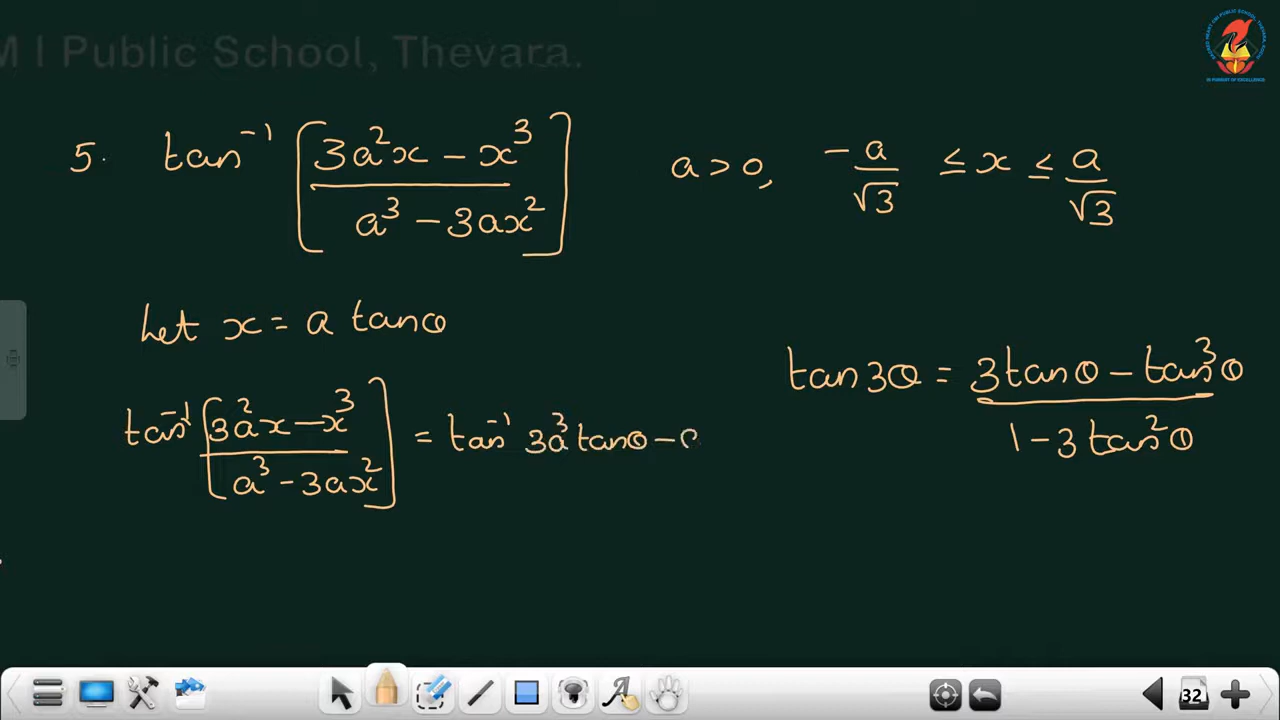 M I Public School, Thevara.
5. tan⁻¹ [ (3a²x − x³) / (a³ − 3ax²) ] a > 0, −a/√3 ≤ x ≤ a/√3
Let x = a tanθ
tan3θ = (3tanθ − tan³θ) / (1 − 3tan²θ)
tan⁻¹ [ (3a²x − x³) / (a³ − 3ax²) ] = tan⁻¹ 3a³tanθ −
32